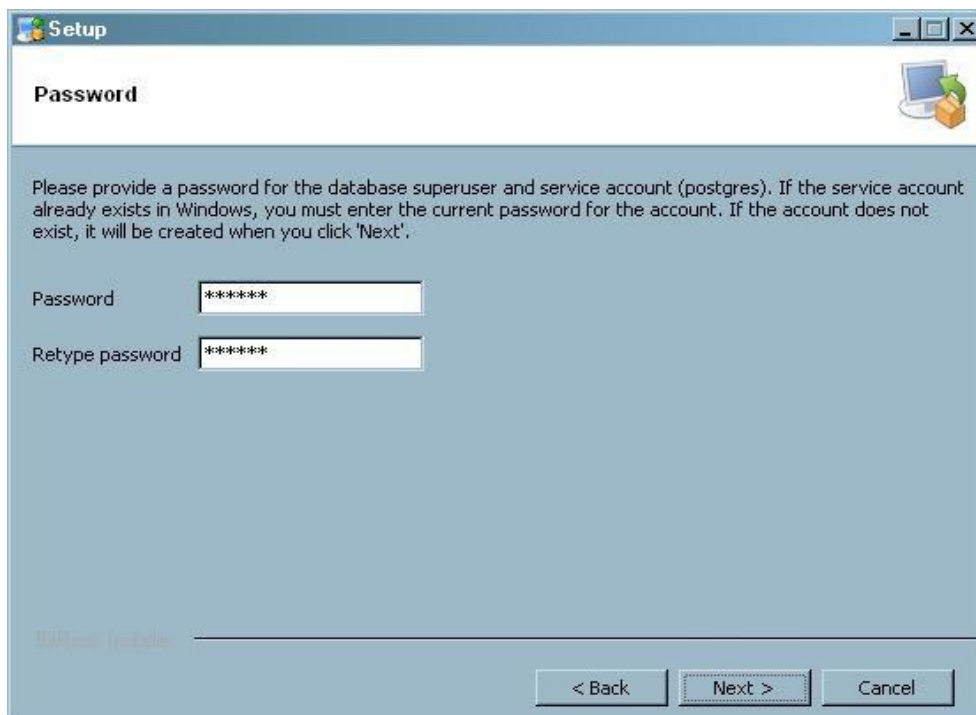 Setup
Password
Please provide a password for the database superuser and service account (postgres). If the service account
already exists in Windows, you must enter the current password for the account. If the account does not
exist, it will be created when you click 'Next'.
Password ******
Retype password ******
< Back Next > Cancel